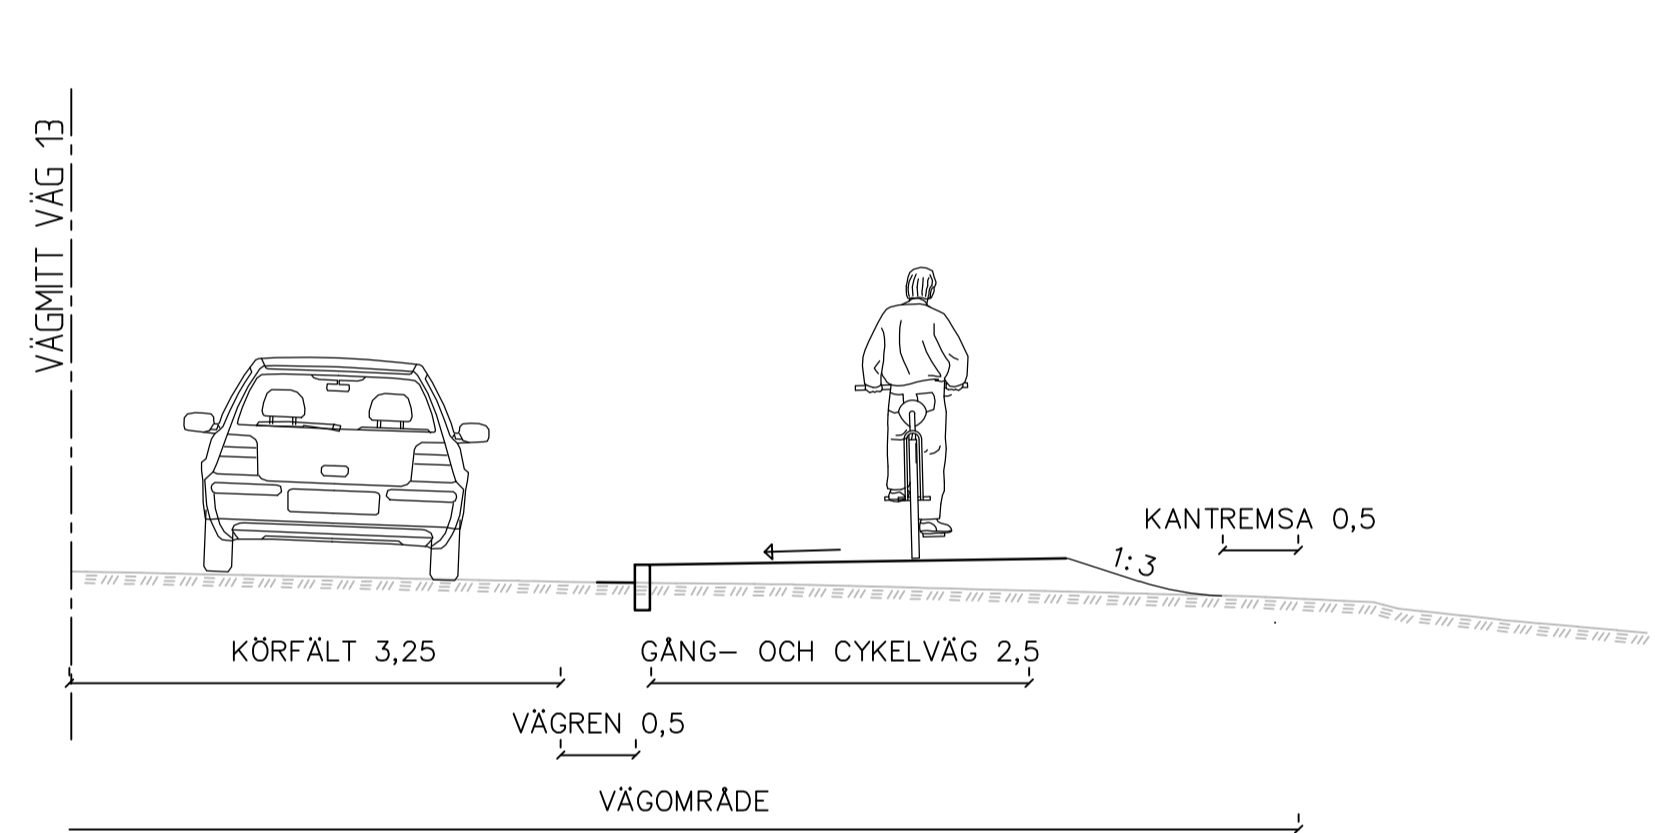 VÄGMITT VÄG 13
KANTREMSA 0,5
1:3
KÖRFÄLT 3,25
GÅNG- OCH CYKELVÄG 2,5
VÄGREN 0,5
VÄGOMRÅDE